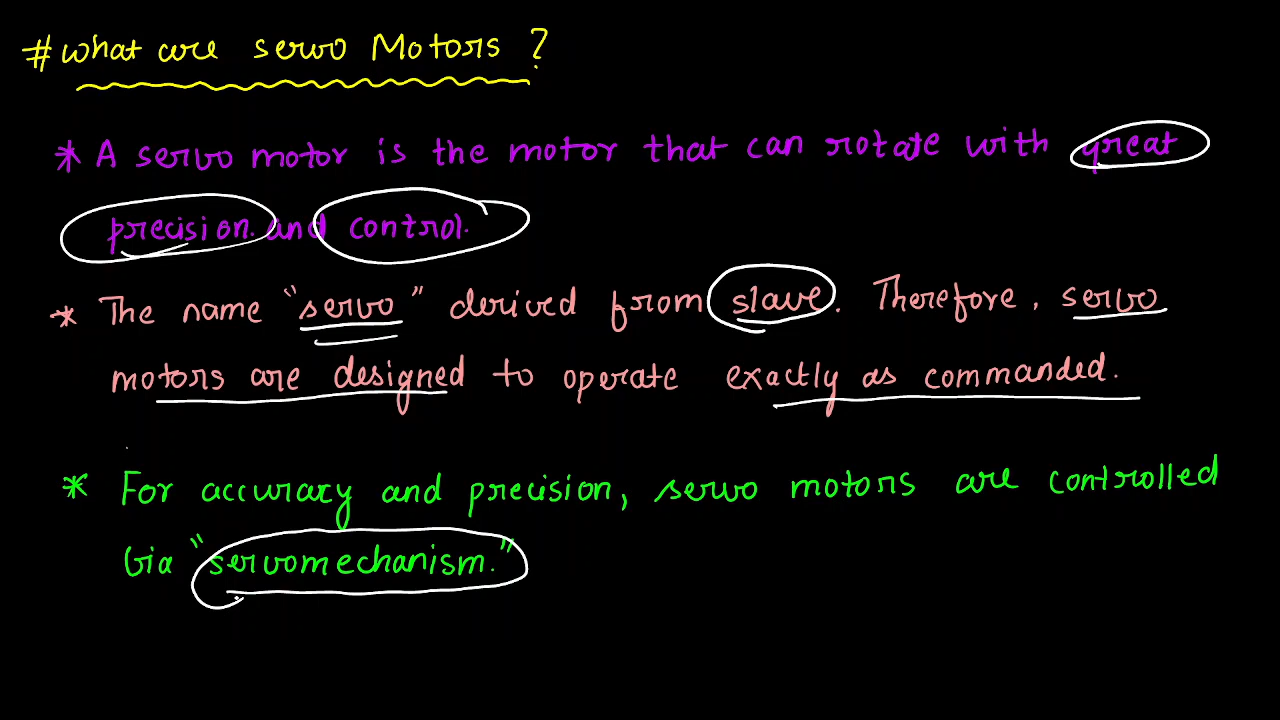 # What are servo Motors ?
* A servo motor is the motor that can rotate with great
precision and control.
* The name "servo" derived from slave. Therefore, servo
motors are designed to operate exactly as commanded.
* For accuracy and precision, servo motors are controlled
via "servomechanism."